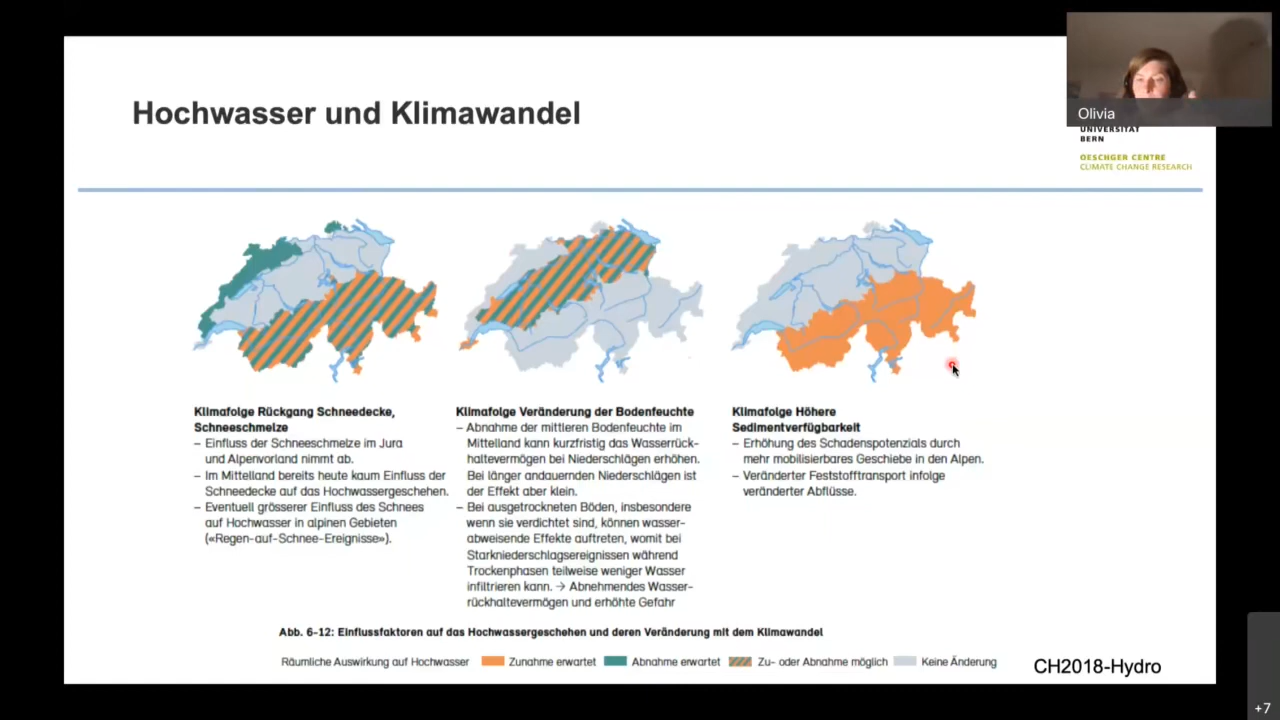 Hochwasser und Klimawandel
Olivia
UNIVERSITÄT
BERN
OESCHGER CENTRE
CLIMATE CHANGE RESEARCH
Klimafolge Rückgang Schneedecke,
Schneeschmelze
– Einfluss der Schneeschmelze im Jura
und Alpenvorland nimmt ab.
– Im Mittelland bereits heute kaum Einfluss der
Schneedecke auf das Hochwassergeschehen.
– Eventuell grösserer Einfluss des Schnees
auf Hochwasser in alpinen Gebieten
(«Regen-auf-Schnee-Ereignisse»).
Klimafolge Veränderung der Bodenfeuchte
– Abnahme der mittleren Bodenfeuchte im
Mittelland kann kurzfristig das Wasserrück-
haltevermögen bei Niederschlägen erhöhen.
Bei länger andauernden Niederschlägen ist
der Effekt aber klein.
– Bei ausgetrockneten Böden, insbesondere
wenn sie verdichtet sind, können wasser-
abweisende Effekte auftreten, womit bei
Starkniederschlagsereignissen während
Trockenphasen teilweise weniger Wasser
infiltrieren kann. → Abnehmendes Wasser-
rückhaltevermögen und erhöhte Gefahr
Klimafolge Höhere
Sedimentverfügbarkeit
– Erhöhung des Schadenspotenzials durch
mehr mobilisierbares Geschiebe in den Alpen.
– Veränderter Feststofftransport infolge
veränderter Abflüsse.
Abb. 6-12: Einflussfaktoren auf das Hochwassergeschehen und deren Veränderung mit dem Klimawandel
Räumliche Auswirkung auf Hochwasser Zunahme erwartet Abnahme erwartet Zu- oder Abnahme möglich Keine Änderung
CH2018-Hydro
+7